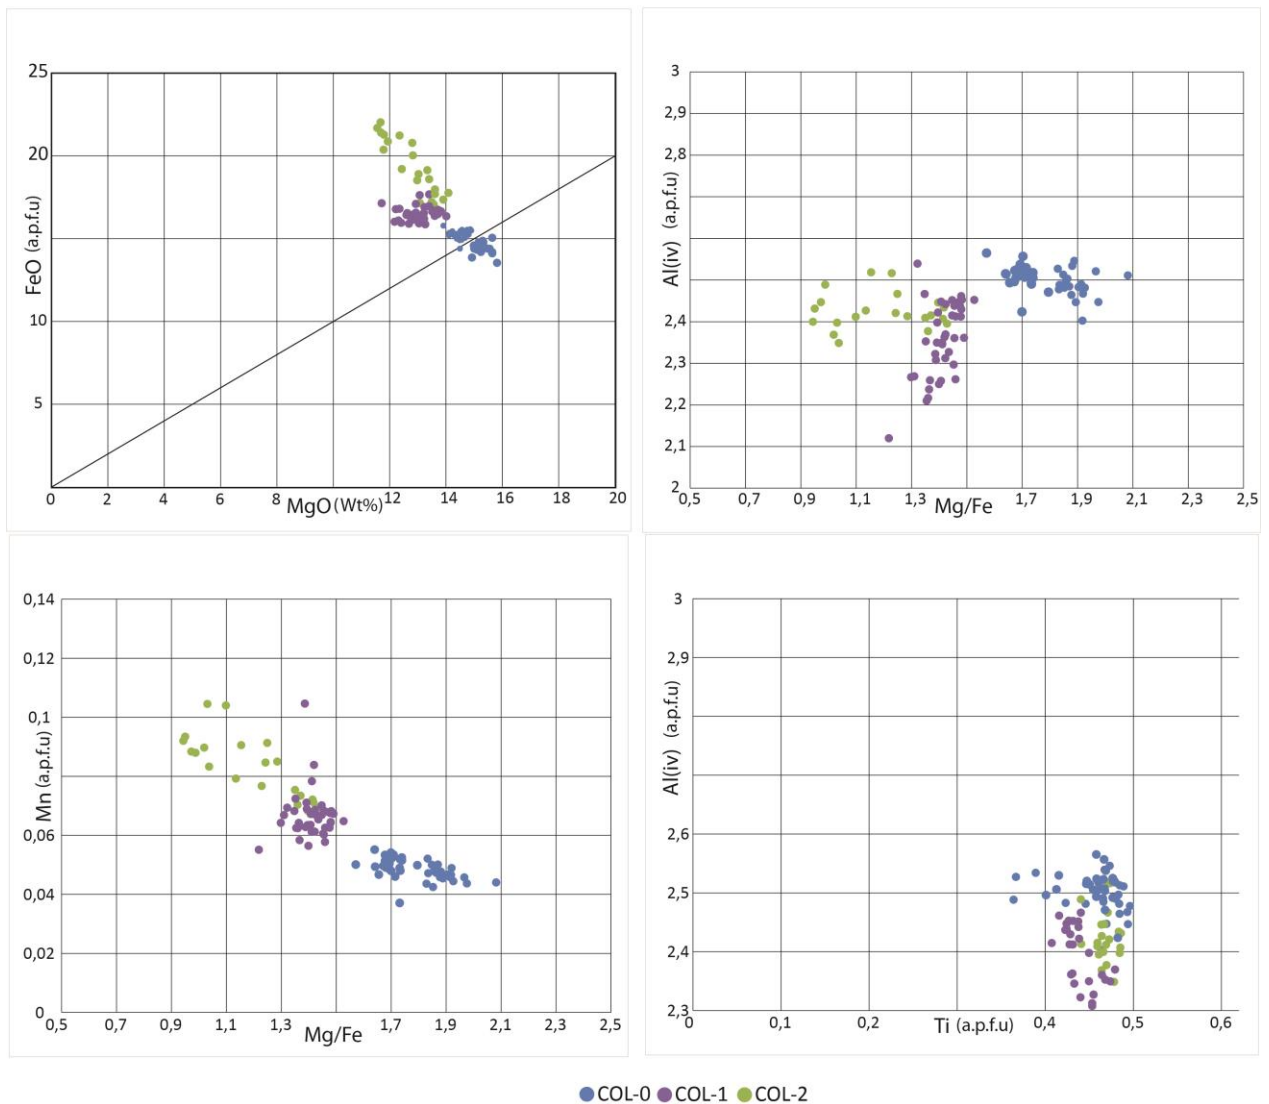 25
20
10
5
FeO (a.p.f.u)
0 2 4 6 8 12 14 16 18 20
MgO (Wt%)
3
2,9
2,8
2,4
2,3
2,2
2,1
2
Al(iv) (a.p.f.u)
0,5 0,7 0,9 1,1 1,3 1,7 1,9 2,1 2,3 2,5
Mg/Fe
0,14
0,12
0,1
0,06
0,04
0,02
0
Mn (a.p.f.u)
0,5 0,7 0,9 1,1 1,3 1,7 1,9 2,3 2,5
Mg/Fe
3
2,9
2,6
2,5
2,4
2,3
Al(iv) (a.p.f.u)
0 0,1 0,2 0,4 0,5 0,6
Ti (a.p.f.u)
COL-0 COL-1 COL-2